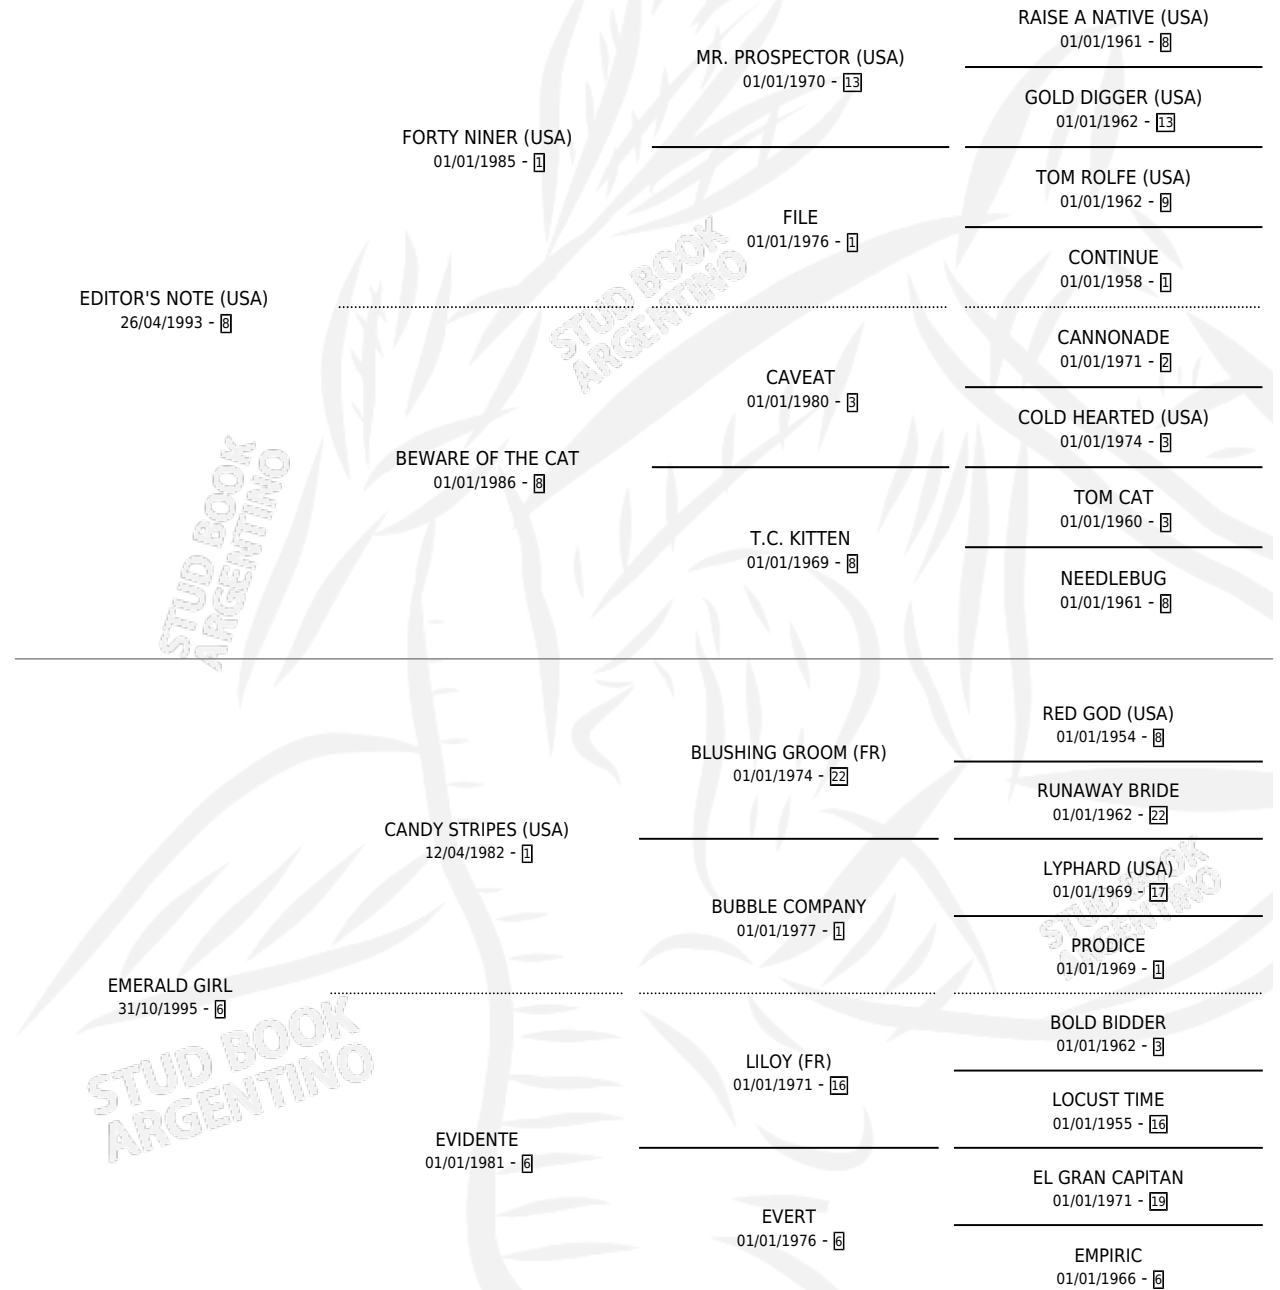 RAISE A NATIVE (USA)
01/01/1961 - 8
MR. PROSPECTOR (USA)
01/01/1970 - 13
GOLD DIGGER (USA)
01/01/1962 - 13
FORTY NINER (USA)
01/01/1985 - 1
TOM ROLFE (USA)
01/01/1962 - 9
FILE
01/01/1976 - 1
CONTINUE
01/01/1958 - 1
EDITOR'S NOTE (USA)
26/04/1993 - 8
CANNONADE
01/01/1971 - 2
CAVEAT
01/01/1980 - 3
COLD HEARTED (USA)
01/01/1974 - 3
BEWARE OF THE CAT
01/01/1986 - 8
TOM CAT
01/01/1960 - 3
T.C. KITTEN
01/01/1969 - 8
NEEDLEBUG
01/01/1961 - 8
RED GOD (USA)
01/01/1954 - 8
BLUSHING GROOM (FR)
01/01/1974 - 22
RUNAWAY BRIDE
01/01/1962 - 22
CANDY STRIPES (USA)
12/04/1982 - 1
LYPHARD (USA)
01/01/1969 - 17
BUBBLE COMPANY
01/01/1977 - 1
PRODICE
01/01/1969 - 1
EMERALD GIRL
31/10/1995 - 6
BOLD BIDDER
01/01/1962 - 3
LILOY (FR)
01/01/1971 - 16
LOCUST TIME
01/01/1955 - 16
EVIDENTE
01/01/1981 - 6
EL GRAN CAPITAN
01/01/1971 - 19
EVERT
01/01/1976 - 6
EMPIRIC
01/01/1966 - 6
STUD BOOK
ARGENTINO
STUD BOOK
ARGENTINO
STUD BOOK
ARGENTINO
STUD BOOK
ARGENTINO